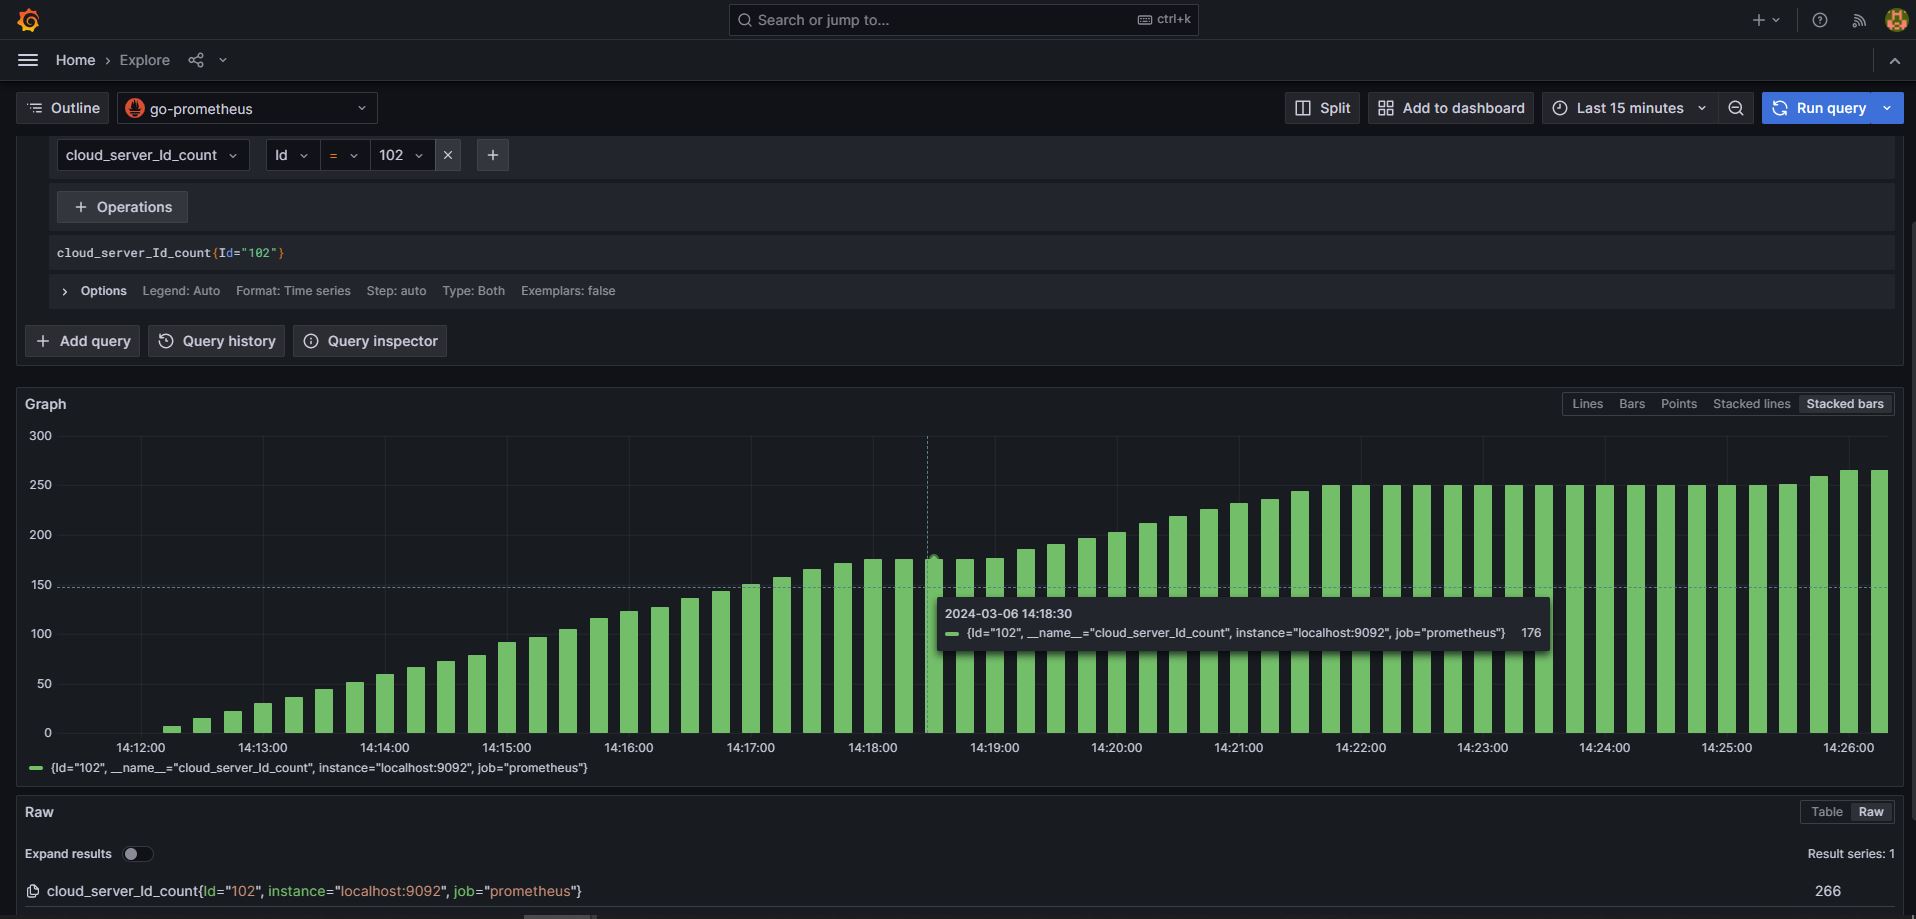 Search or jump to... ctrl+k
Home › Explore
Outline go-prometheus Split Add to dashboard Last 15 minutes Run query
cloud_server_Id_count Id = 102 × +
+ Operations
cloud_server_Id_count{Id="102"}
Options Legend: Auto Format: Time series Step: auto Type: Both Exemplars: false
+ Add query Query history Query inspector
Graph Lines Bars Points Stacked lines Stacked bars
300
250
200
150
100
50
0
2024-03-06 14:18:30
{Id="102", __name__="cloud_server_Id_count", instance="localhost:9092", job="prometheus"} 176
14:12:00 14:13:00 14:14:00 14:15:00 14:16:00 14:17:00 14:18:00 14:19:00 14:20:00 14:21:00 14:22:00 14:23:00 14:24:00 14:25:00 14:26:00
{Id="102", __name__="cloud_server_Id_count", instance="localhost:9092", job="prometheus"}
Raw Table Raw
Expand results Result series: 1
cloud_server_Id_count{Id="102", instance="localhost:9092", job="prometheus"} 266